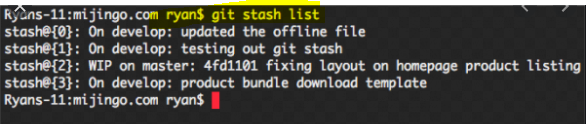 Ryans-11:mijingo.com ryan$ git stash list
stash@{0}: On develop: updated the offline file
stash@{1}: On develop: testing out git stash
stash@{2}: WIP on master: 4fd1101 fixing layout on homepage product listing
stash@{3}: On develop: product bundle download template
Ryans-11:mijingo.com ryan$